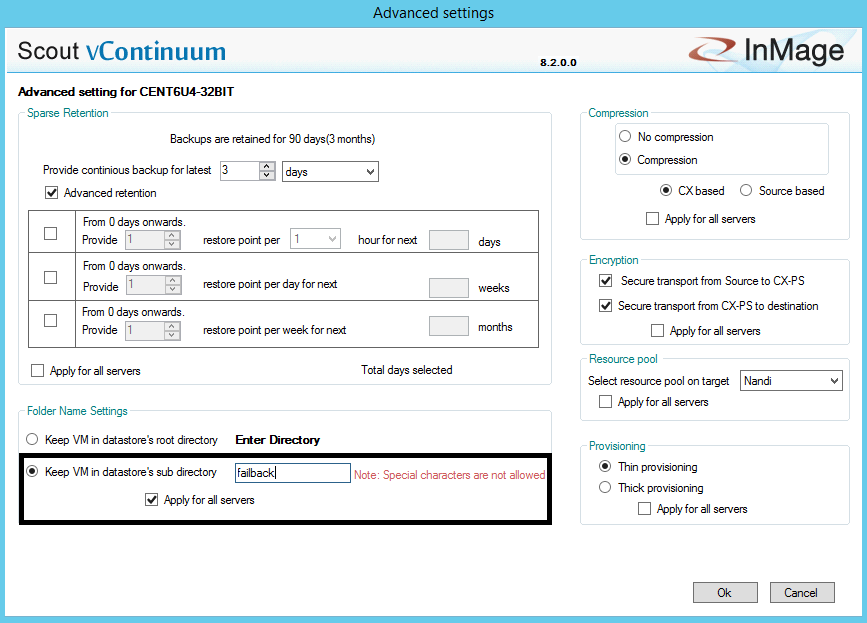 Advanced settings
Scout vContinuum
8.2.0.0
InMage
Advanced setting for CENT6U4-32BIT
Sparse Retention
Backups are retained for 90 days(3 months)
Provide continious backup for latest 3 days
Advanced retention
From 0 days onwards.
Provide 1 restore point per 1 hour for next days
From 0 days onwards.
Provide 1 restore point per day for next weeks
From 0 days onwards.
Provide 1 restore point per week for next months
Apply for all servers Total days selected
Folder Name Settings
Keep VM in datastore's root directory Enter Directory
Keep VM in datastore's sub directory failback Note: Special characters are not allowed
Apply for all servers
Compression
No compression
Compression
CX based Source based
Apply for all servers
Encryption
Secure transport from Source to CX-PS
Secure transport from CX-PS to destination
Apply for all servers
Resource pool
Select resource pool on target Nandi
Apply for all servers
Provisioning
Thin provisioning
Thick provisioning
Apply for all servers
Ok Cancel